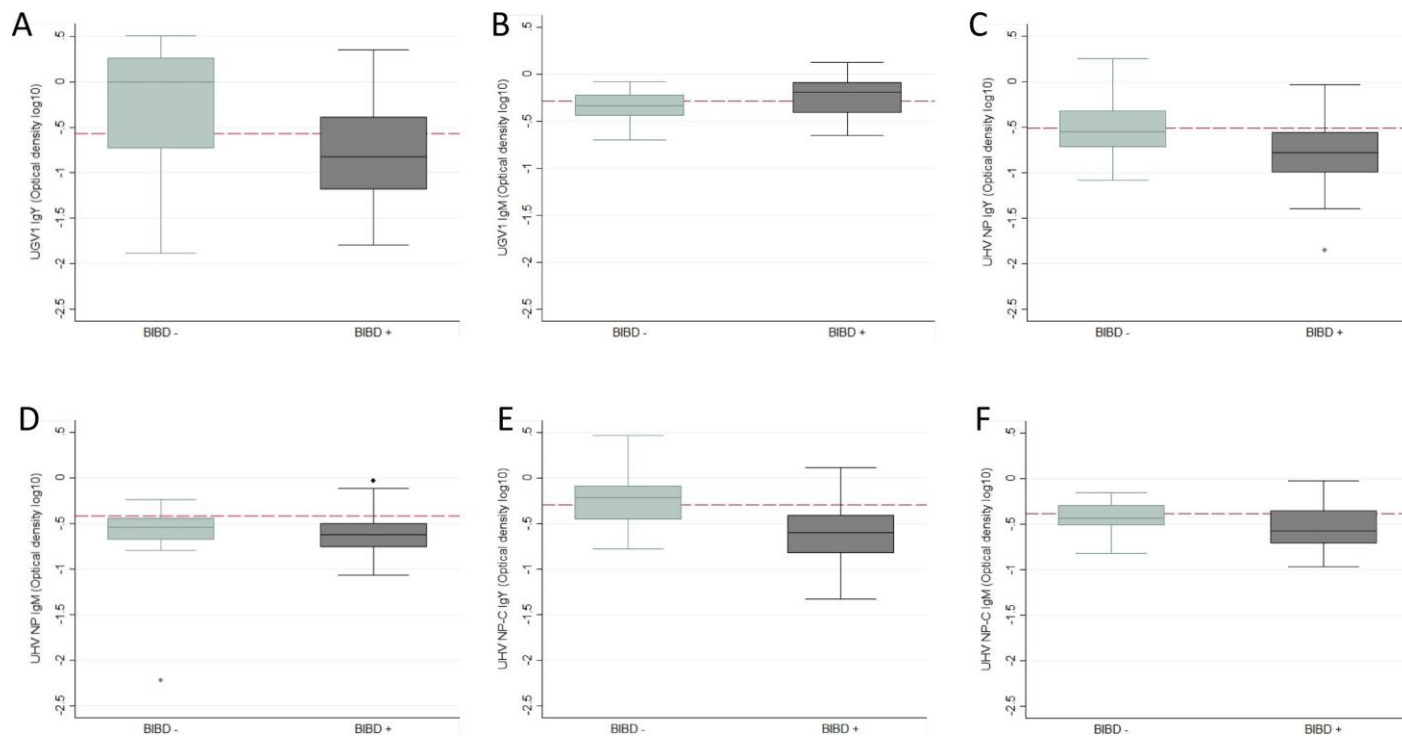 A
UGV1 IgY (Optical density log10)
.5
0
-.5
-1
-1.5
-2
-2.5
BIBD -
BIBD +
B
UGV1 IgM (Optical density log10)
.5
0
-.5
-1
-1.5
-2
-2.5
BIBD -
BIBD +
C
UHV NP IgY (Optical density log10)
.5
0
-.5
-1
-1.5
-2
-2.5
BIBD -
BIBD +
D
UHV NP IgM (Optical density log10)
.5
0
-.5
-1
-1.5
-2
-2.5
BIBD -
BIBD +
E
UHV NP-C IgY (Optical density log10)
.5
0
-.5
-1
-1.5
-2
-2.5
BIBD -
BIBD +
F
UHV NP-C IgM (Optical density log10)
.5
0
-.5
-1
-1.5
-2
-2.5
BIBD -
BIBD +